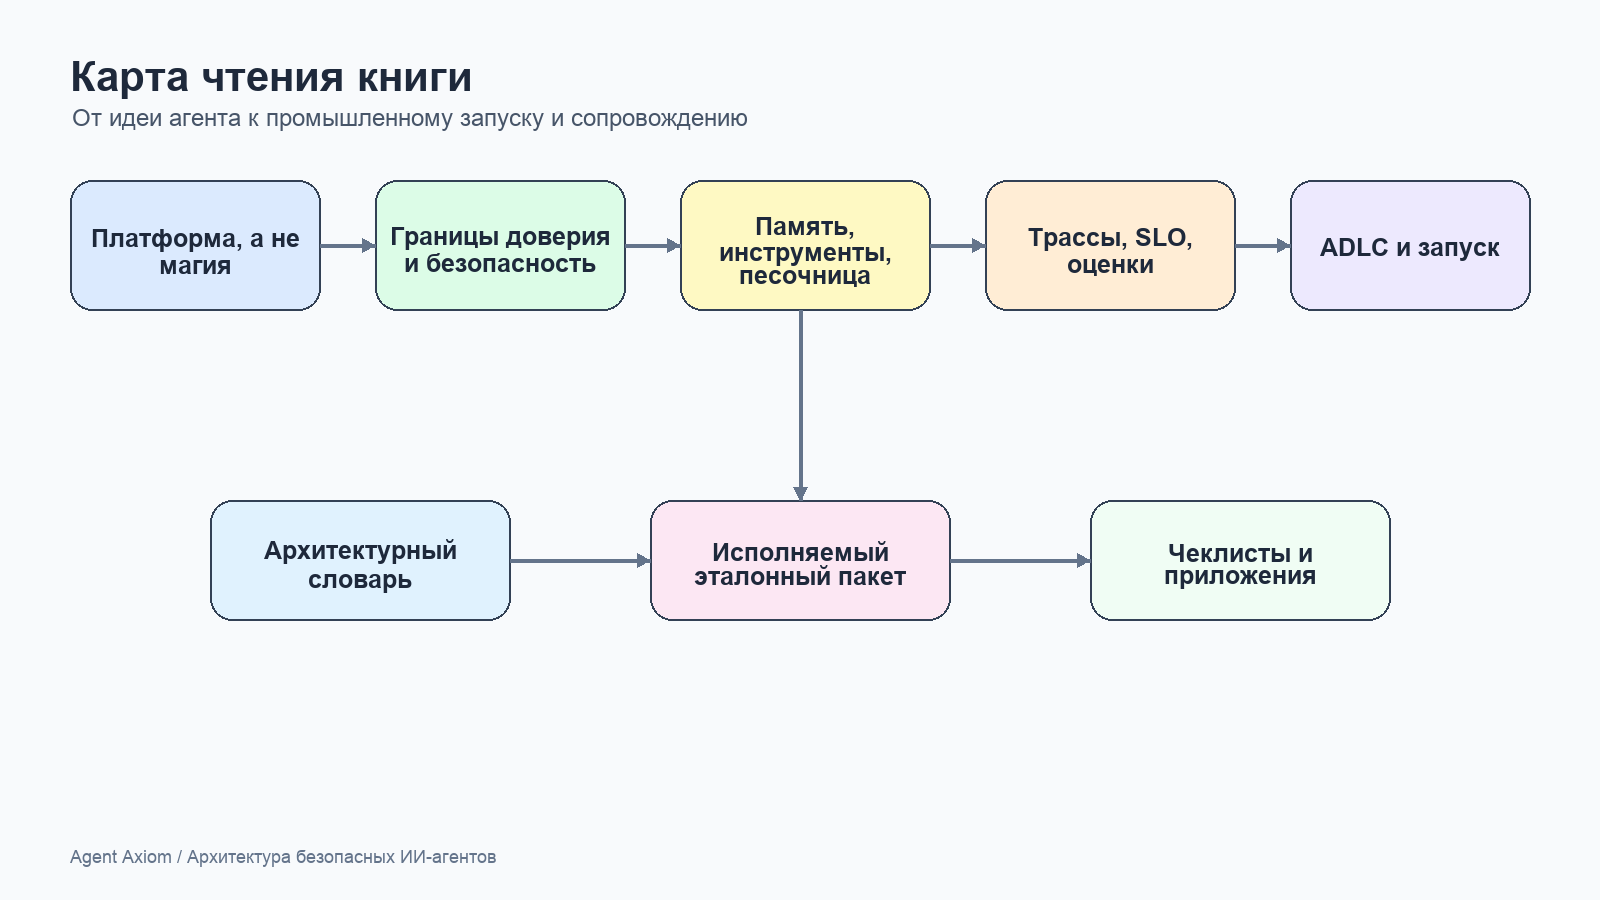 Карта чтения книги
От идеи агента к промышленному запуску и сопровождению
Платформа, а не
магия
Границы доверия
и безопасность
Память,
инструменты,
песочница
Трассы, SLO,
оценки
ADLC и запуск
Архитектурный
словарь
Исполняемый
эталонный пакет
Чеклисты и
приложения
Agent Axiom / Архитектура безопасных ИИ-агентов